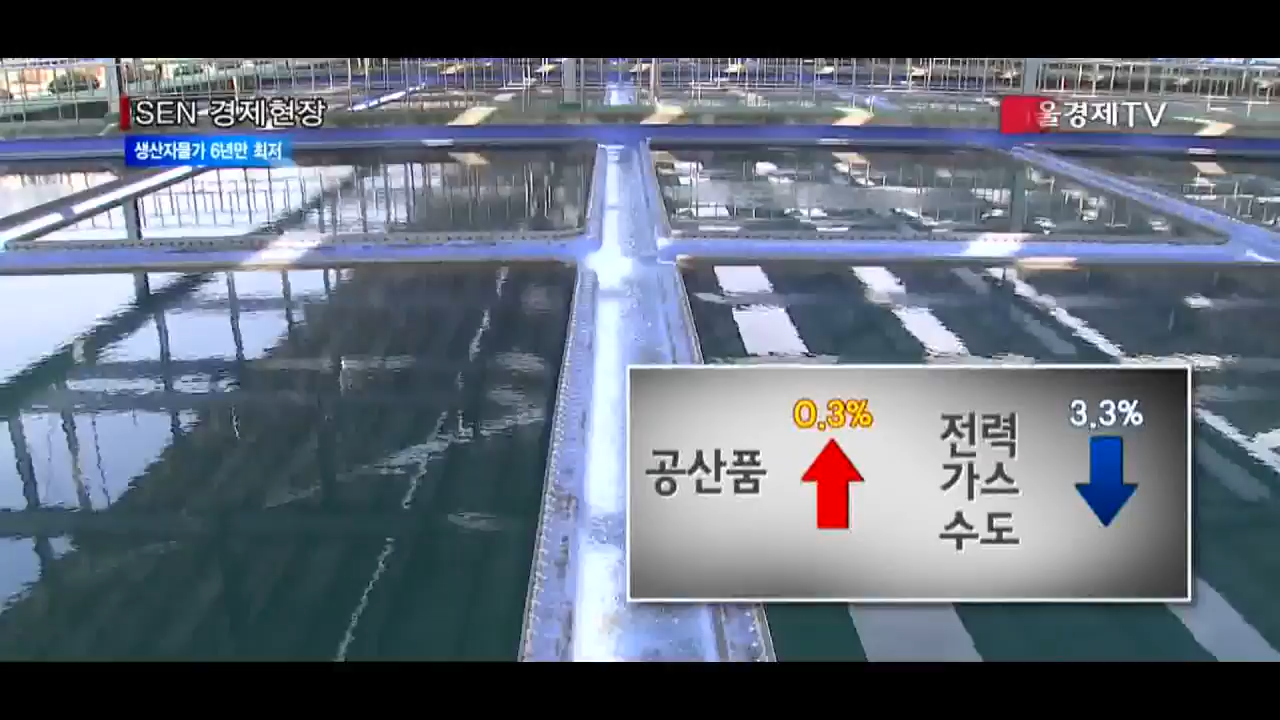 SEN 경제현장
울경제TV
생산자물가 6년만 최저
0.3%
공산품
3.3%
전력
가스
수도